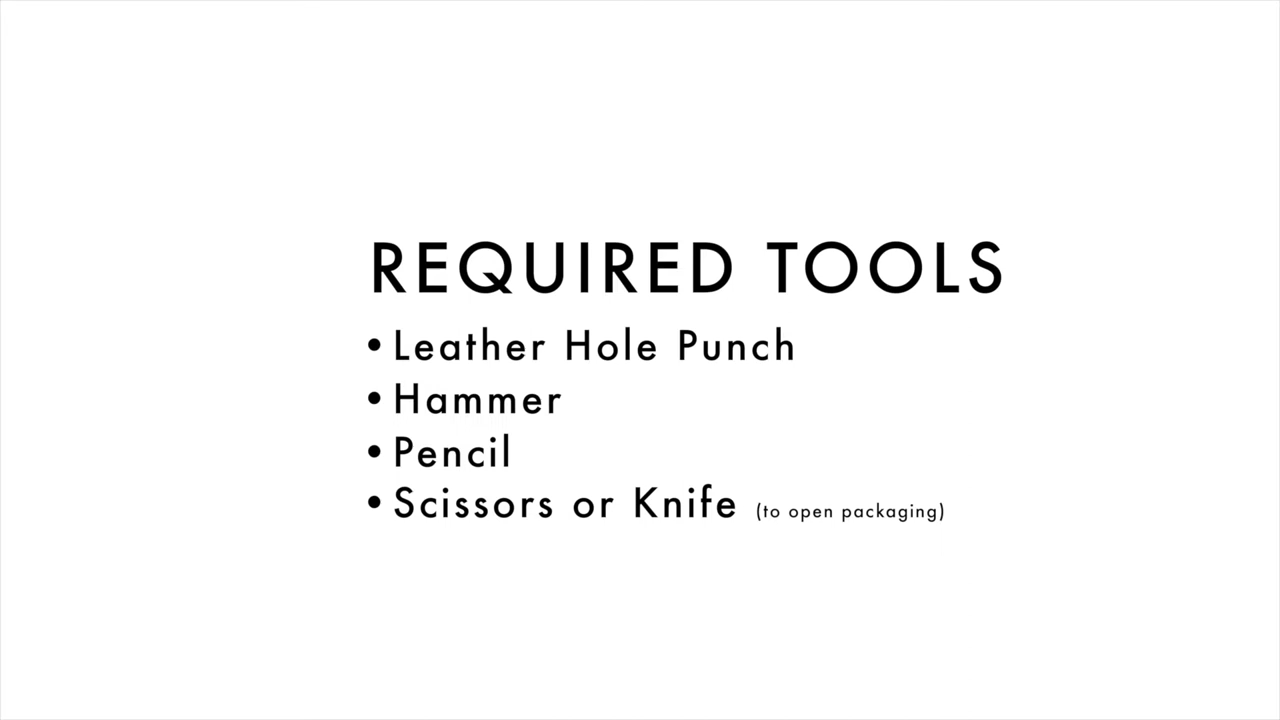 REQUIRED TOOLS
• Leather Hole Punch
• Hammer
• Pencil
• Scissors or Knife (to open packaging)